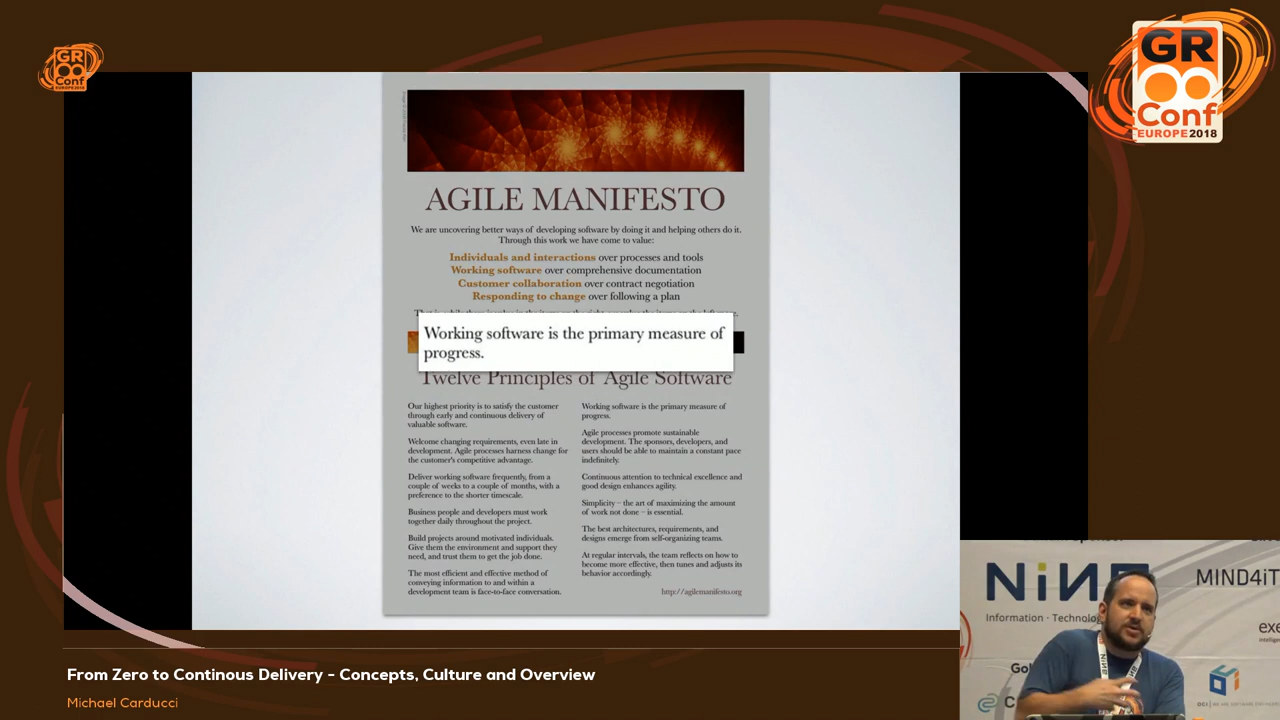 GR
Conf
EUROPE 2018
GR
Conf
EUROPE 2018
AGILE MANIFESTO
We are uncovering better ways of developing software by doing it and helping others do it.
Through this work we have come to value:
Individuals and interactions over processes and tools
Working software over comprehensive documentation
Customer collaboration over contract negotiation
Responding to change over following a plan
Working software is the primary measure of
progress.
Twelve Principles of Agile Software
Our highest priority is to satisfy the customer
through early and continuous delivery of
valuable software.
Welcome changing requirements, even late in
development. Agile processes harness change for
the customer's competitive advantage.
Deliver working software frequently, from a
couple of weeks to a couple of months, with a
preference to the shorter timescale.
Business people and developers must work
together daily throughout the project.
Build projects around motivated individuals.
Give them the environment and support they
need, and trust them to get the job done.
The most efficient and effective method of
conveying information to and within a
development team is face-to-face conversation.
Working software is the primary measure of
progress.
Agile processes promote sustainable
development. The sponsors, developers, and
users should be able to maintain a constant pace
indefinitely.
Continuous attention to technical excellence and
good design enhances agility.
Simplicity – the art of maximizing the amount
of work not done – is essential.
The best architectures, requirements, and
designs emerge from self-organizing teams.
At regular intervals, the team reflects on how to
become more effective, then tunes and adjusts its
behavior accordingly.
http://agilemanifesto.org
NiNE
MIND4iT
Information · Technolo
From Zero to Continous Delivery - Concepts, Culture and Overview
Michael Carducci